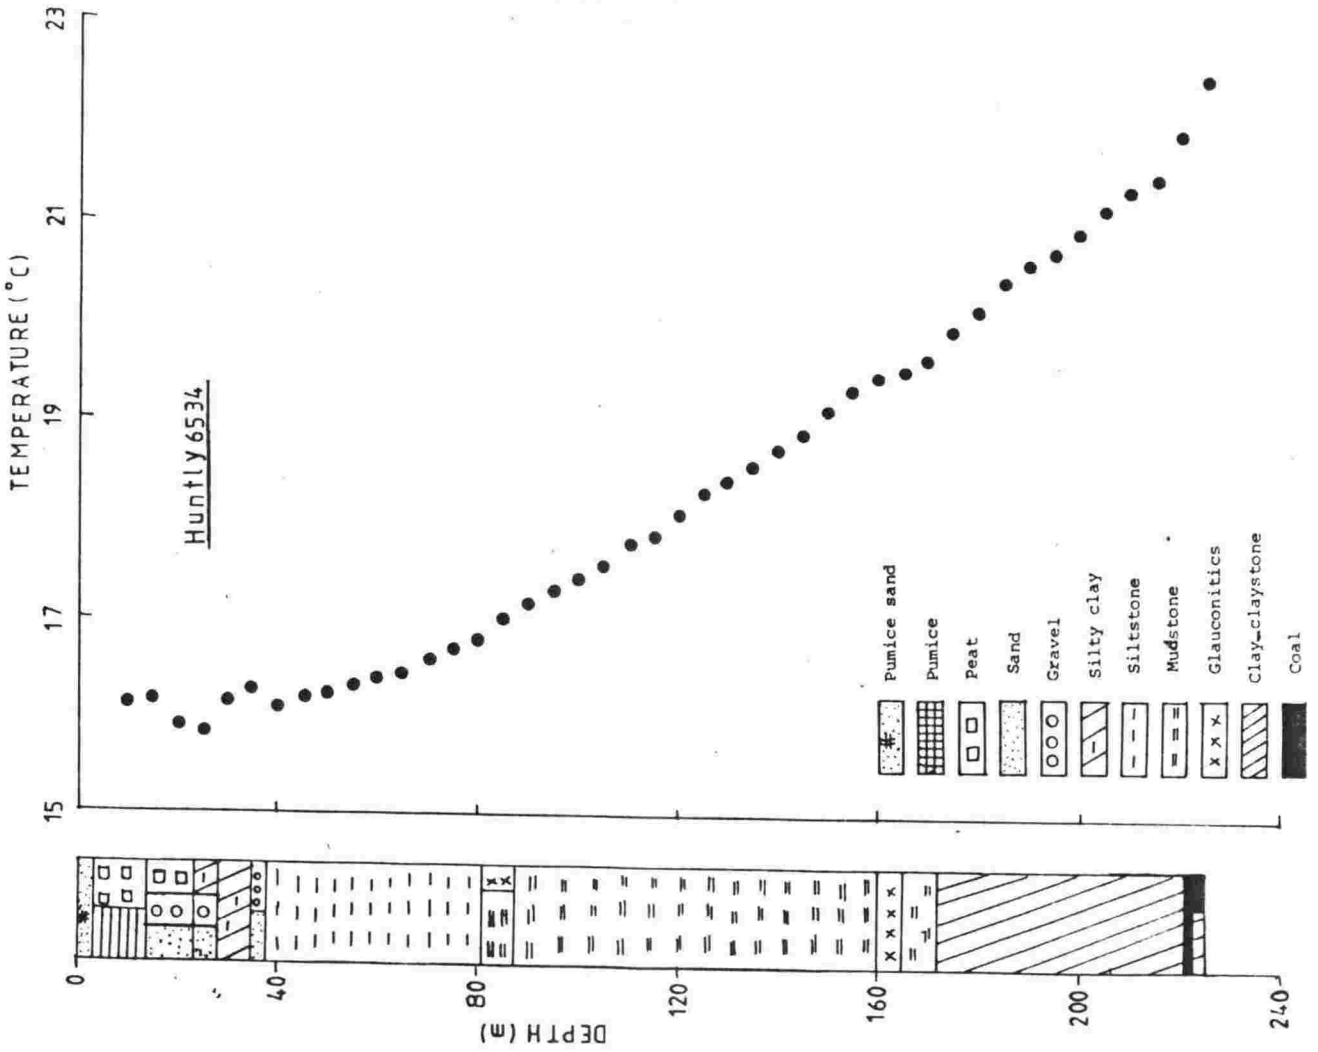 TEMPERATURE (°C)
15
17
19
21
23
Huntly 6534
Pumice sand
Pumice
Peat
Sand
Gravel
Silty clay
Siltstone
Mudstone
Glauconitics
Clay-claystone
Coal
0
40
80
120
160
200
240
DEPTH (m)